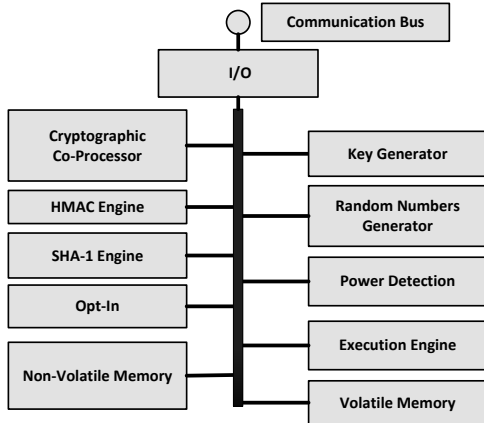 Communication Bus
I/O
Cryptographic
Co-Processor
HMAC Engine
SHA-1 Engine
Opt-In
Non-Volatile Memory
Key Generator
Random Numbers
Generator
Power Detection
Execution Engine
Volatile Memory